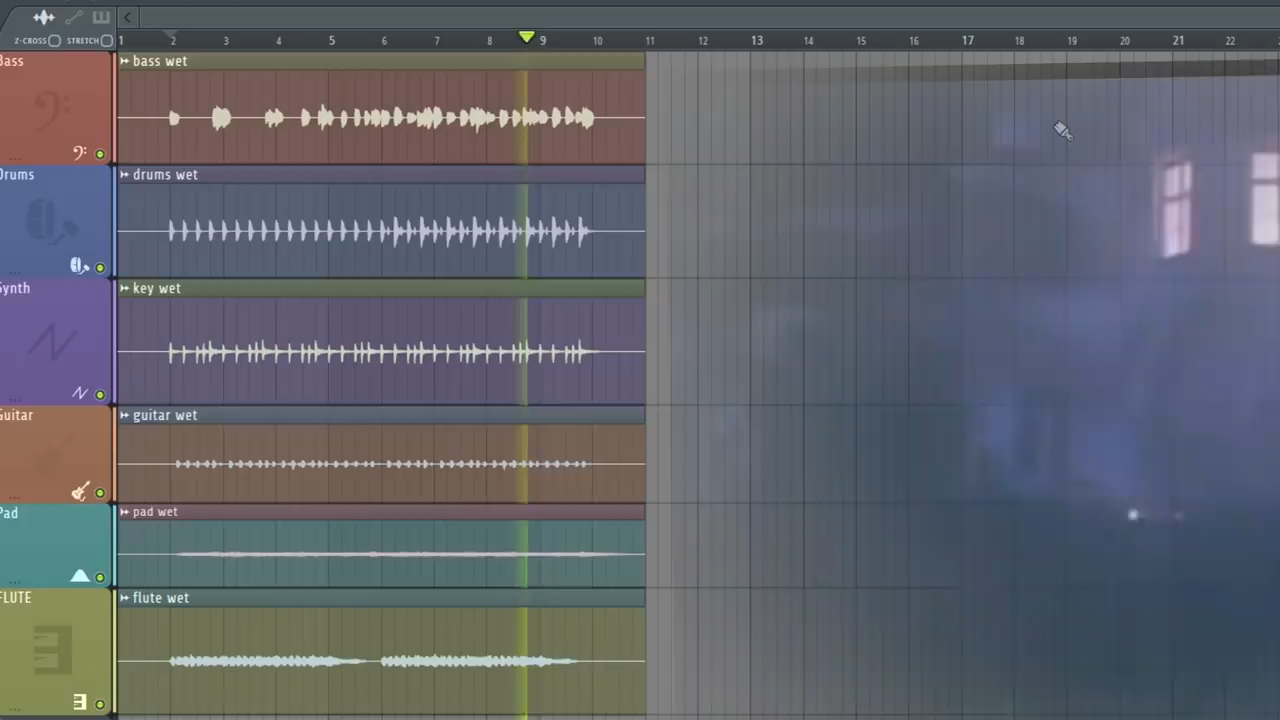 Z-CROSS STRETCH 1 2 3 4 5 6 7 8 9 10 11 12 13 14 15 16 17 18 19 20 21 22
Bass
bass wet
...
Drums
drums wet
...
Synth
key wet
...
Guitar
guitar wet
...
Pad
pad wet
...
FLUTE
flute wet
...